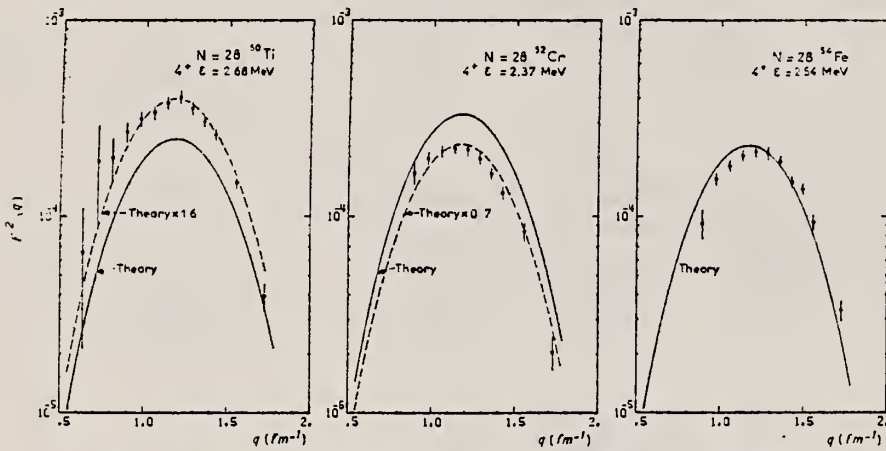 10⁻³
N = 28 ⁵⁰Ti
4⁺ ε = 2.68 MeV
10⁻⁴
Theory × 1.6
Theory
10⁻⁵
.5 1.0 1.5 2.
q (fm⁻¹)
10⁻³
N = 28 ⁵²Cr
4⁺ ε = 2.37 MeV
10⁻⁴
Theory × 0.7
Theory
.5 1.0 1.5 2.
q (fm⁻¹)
10⁻³
N = 28 ⁵⁴Fe
4⁺ ε = 2.54 MeV
10⁻⁴
Theory
10⁻⁵
.5 1.0 1.5 2.
q (fm⁻¹)